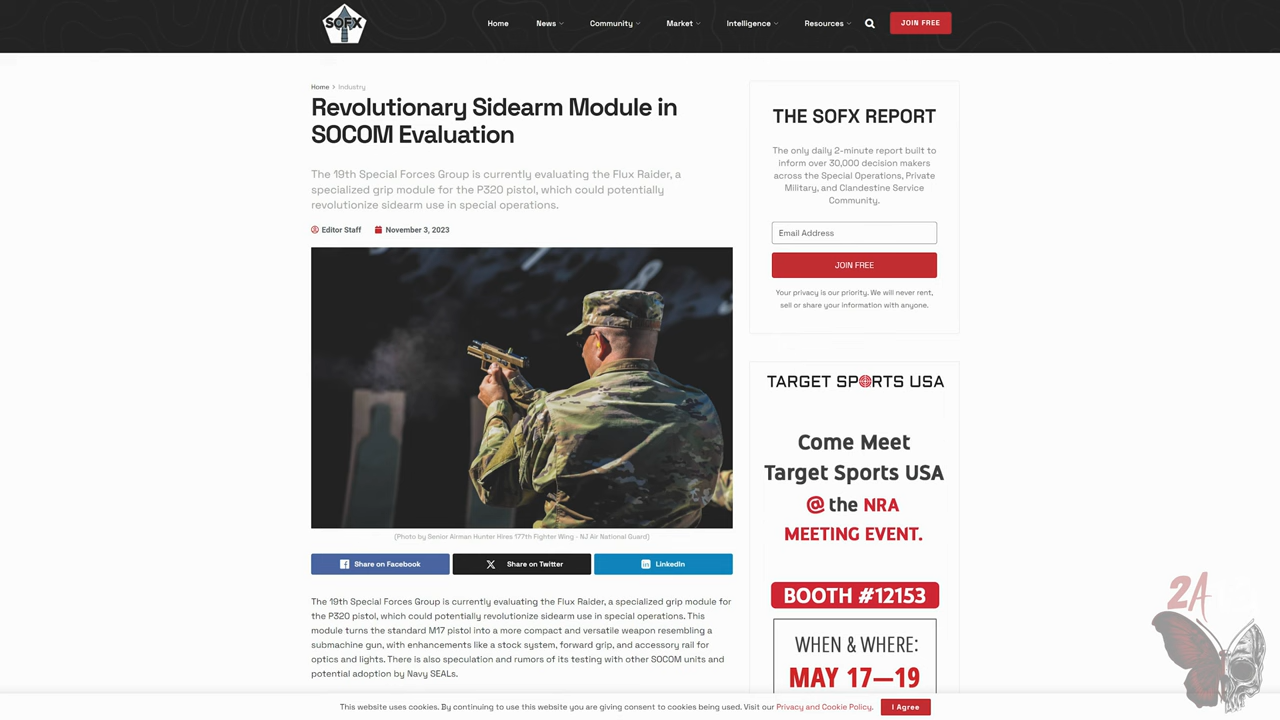 SOFX
Home
News
Community
Market
Intelligence
Resources
JOIN FREE
Home > Industry
Revolutionary Sidearm Module in
SOCOM Evaluation
The 19th Special Forces Group is currently evaluating the Flux Raider, a
specialized grip module for the P320 pistol, which could potentially
revolutionize sidearm use in special operations.
Editor Staff
November 3, 2023
(Photo by Senior Airman Hunter Hires 177th Fighter Wing - NJ Air National Guard)
Share on Facebook
Share on Twitter
LinkedIn
The 19th Special Forces Group is currently evaluating the Flux Raider, a specialized grip module for
the P320 pistol, which could potentially revolutionize sidearm use in special operations. This
module turns the standard M17 pistol into a more compact and versatile weapon resembling a
submachine gun, with enhancements like a stock system, forward grip, and accessory rail for
optics and lights. There is also speculation and rumors of its testing with other SOCOM units and
potential adoption by Navy SEALs.
THE SOFX REPORT
The only daily 2-minute report built to
inform over 30,000 decision makers
across the Special Operations, Private
Military, and Clandestine Service
Community.
Email Address
JOIN FREE
Your privacy is our priority. We will never rent,
sell or share your information with anyone.
TARGET SPORTS USA
Come Meet
Target Sports USA
@ the NRA
MEETING EVENT.
BOOTH #12153
WHEN & WHERE:
MAY 17—19
2A
This website uses cookies. By continuing to use this website you are giving consent to cookies being used. Visit our Privacy and Cookie Policy.
I Agree